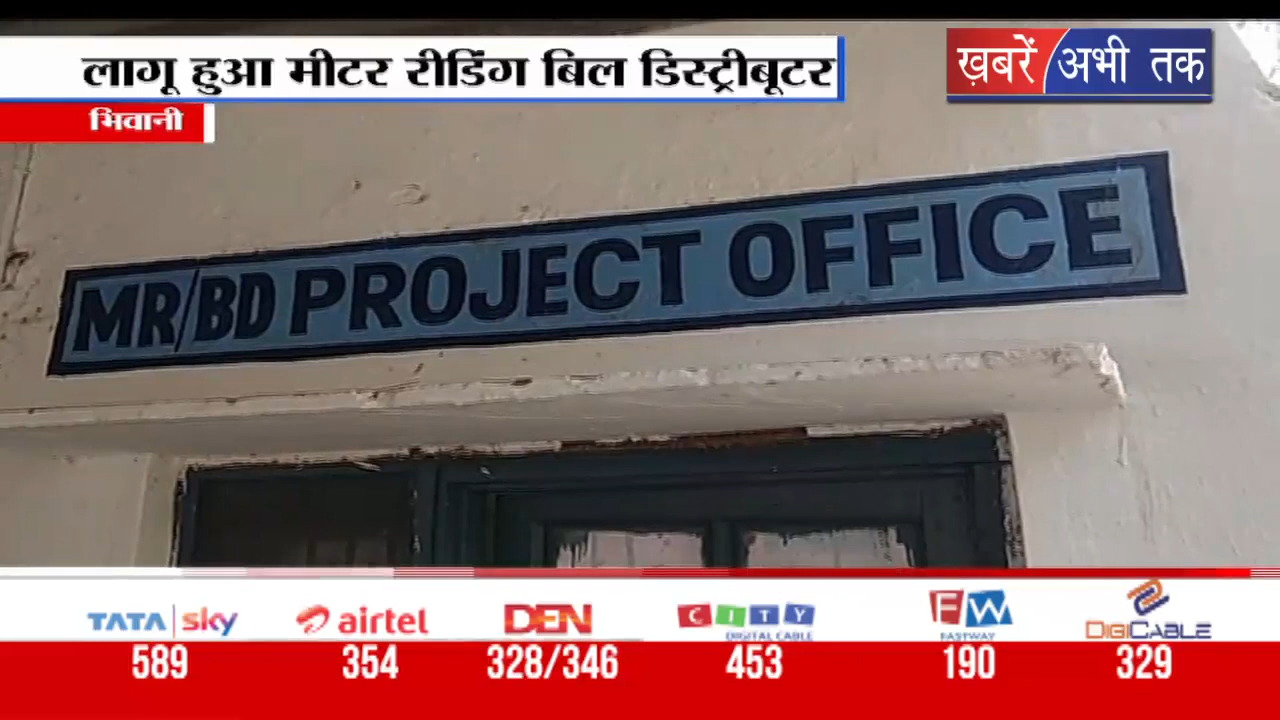 लागू हुआ मीटर रीडिंग बिल डिस्ट्रीबूटर
ख़बरें अभी तक
भिवानी
MR/BD PROJECT OFFICE
TATA sky
airtel
DEN
CITY
DIGITAL CABLE
FW
FASTWAY
DIGICABLE
589
354
328/346
453
190
329